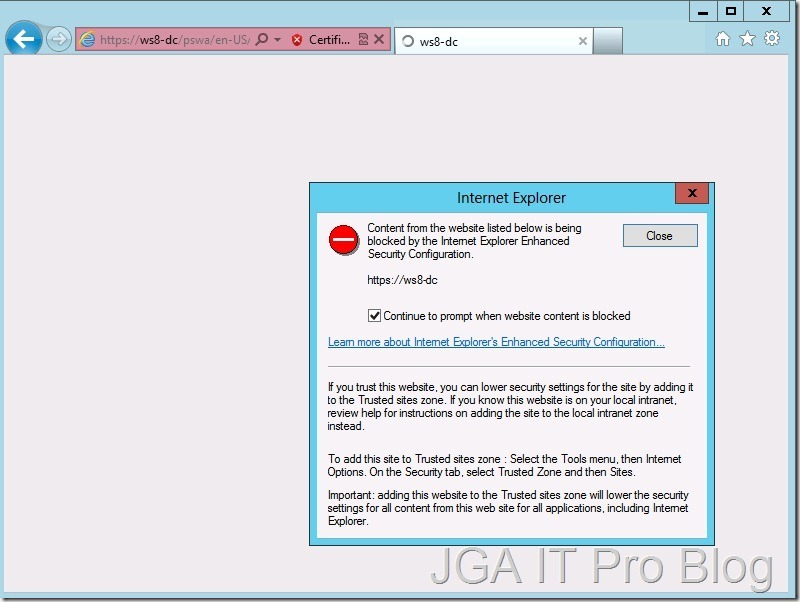 https://ws8-dc/pswa/en-US/ Certifi... ws8-dc
Internet Explorer
Content from the website listed below is being
blocked by the Internet Explorer Enhanced
Security Configuration.
Close
https://ws8-dc
Continue to prompt when website content is blocked
Learn more about Internet Explorer's Enhanced Security Configuration...
If you trust this website, you can lower security settings for the site by adding it
to the Trusted sites zone. If you know this website is on your local intranet,
review help for instructions on adding the site to the local intranet zone
instead.
To add this site to Trusted sites zone : Select the Tools menu, then Internet
Options. On the Security tab, select Trusted Zone and then Sites.
Important: adding this website to the Trusted sites zone will lower the security
settings for all content from this web site for all applications, including Internet
Explorer.
JGA IT Pro Blog